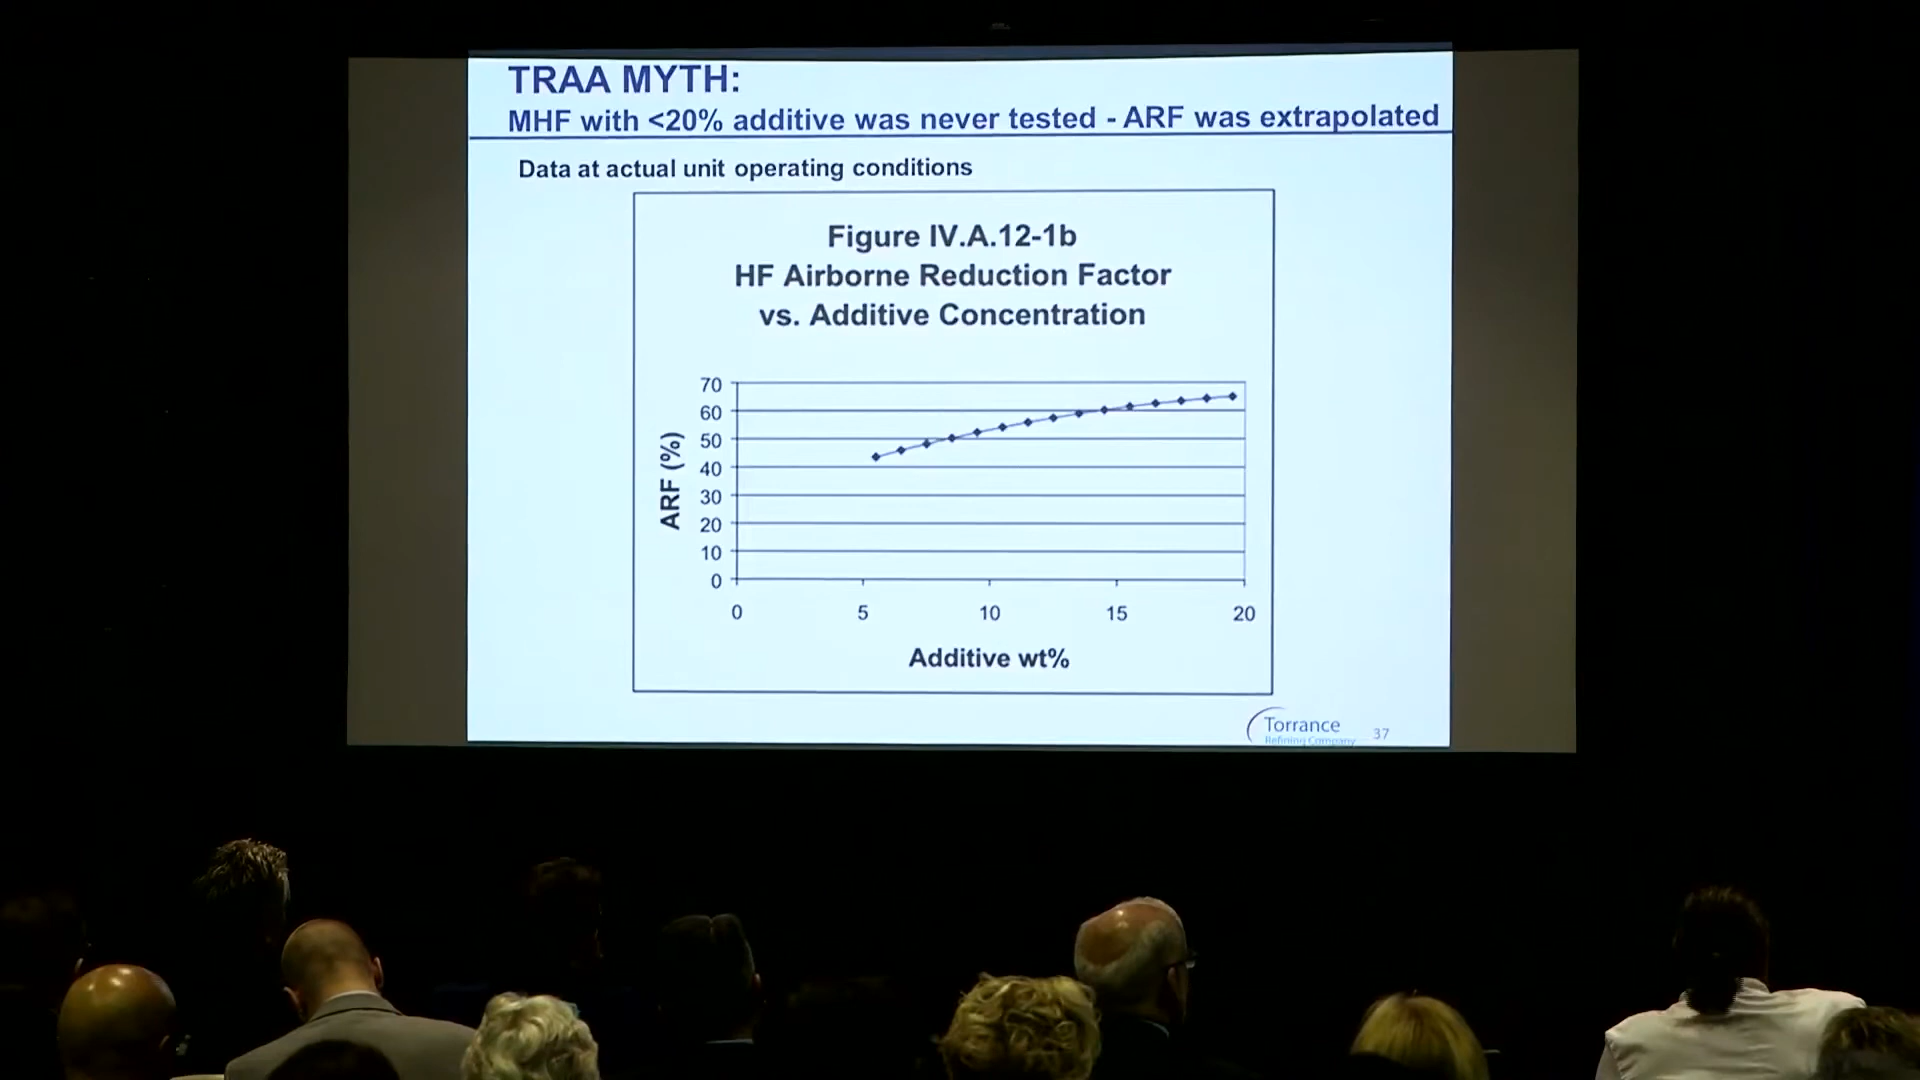 TRAA MYTH:
MHF with <20% additive was never tested - ARF was extrapolated
Data at actual unit operating conditions
Figure IV.A.12-1b
HF Airborne Reduction Factor
vs. Additive Concentration
70
60
50
40
30
20
10
0
ARF (%)
0 5 10 15 20
Additive wt%
Torrance
Refining Company
37